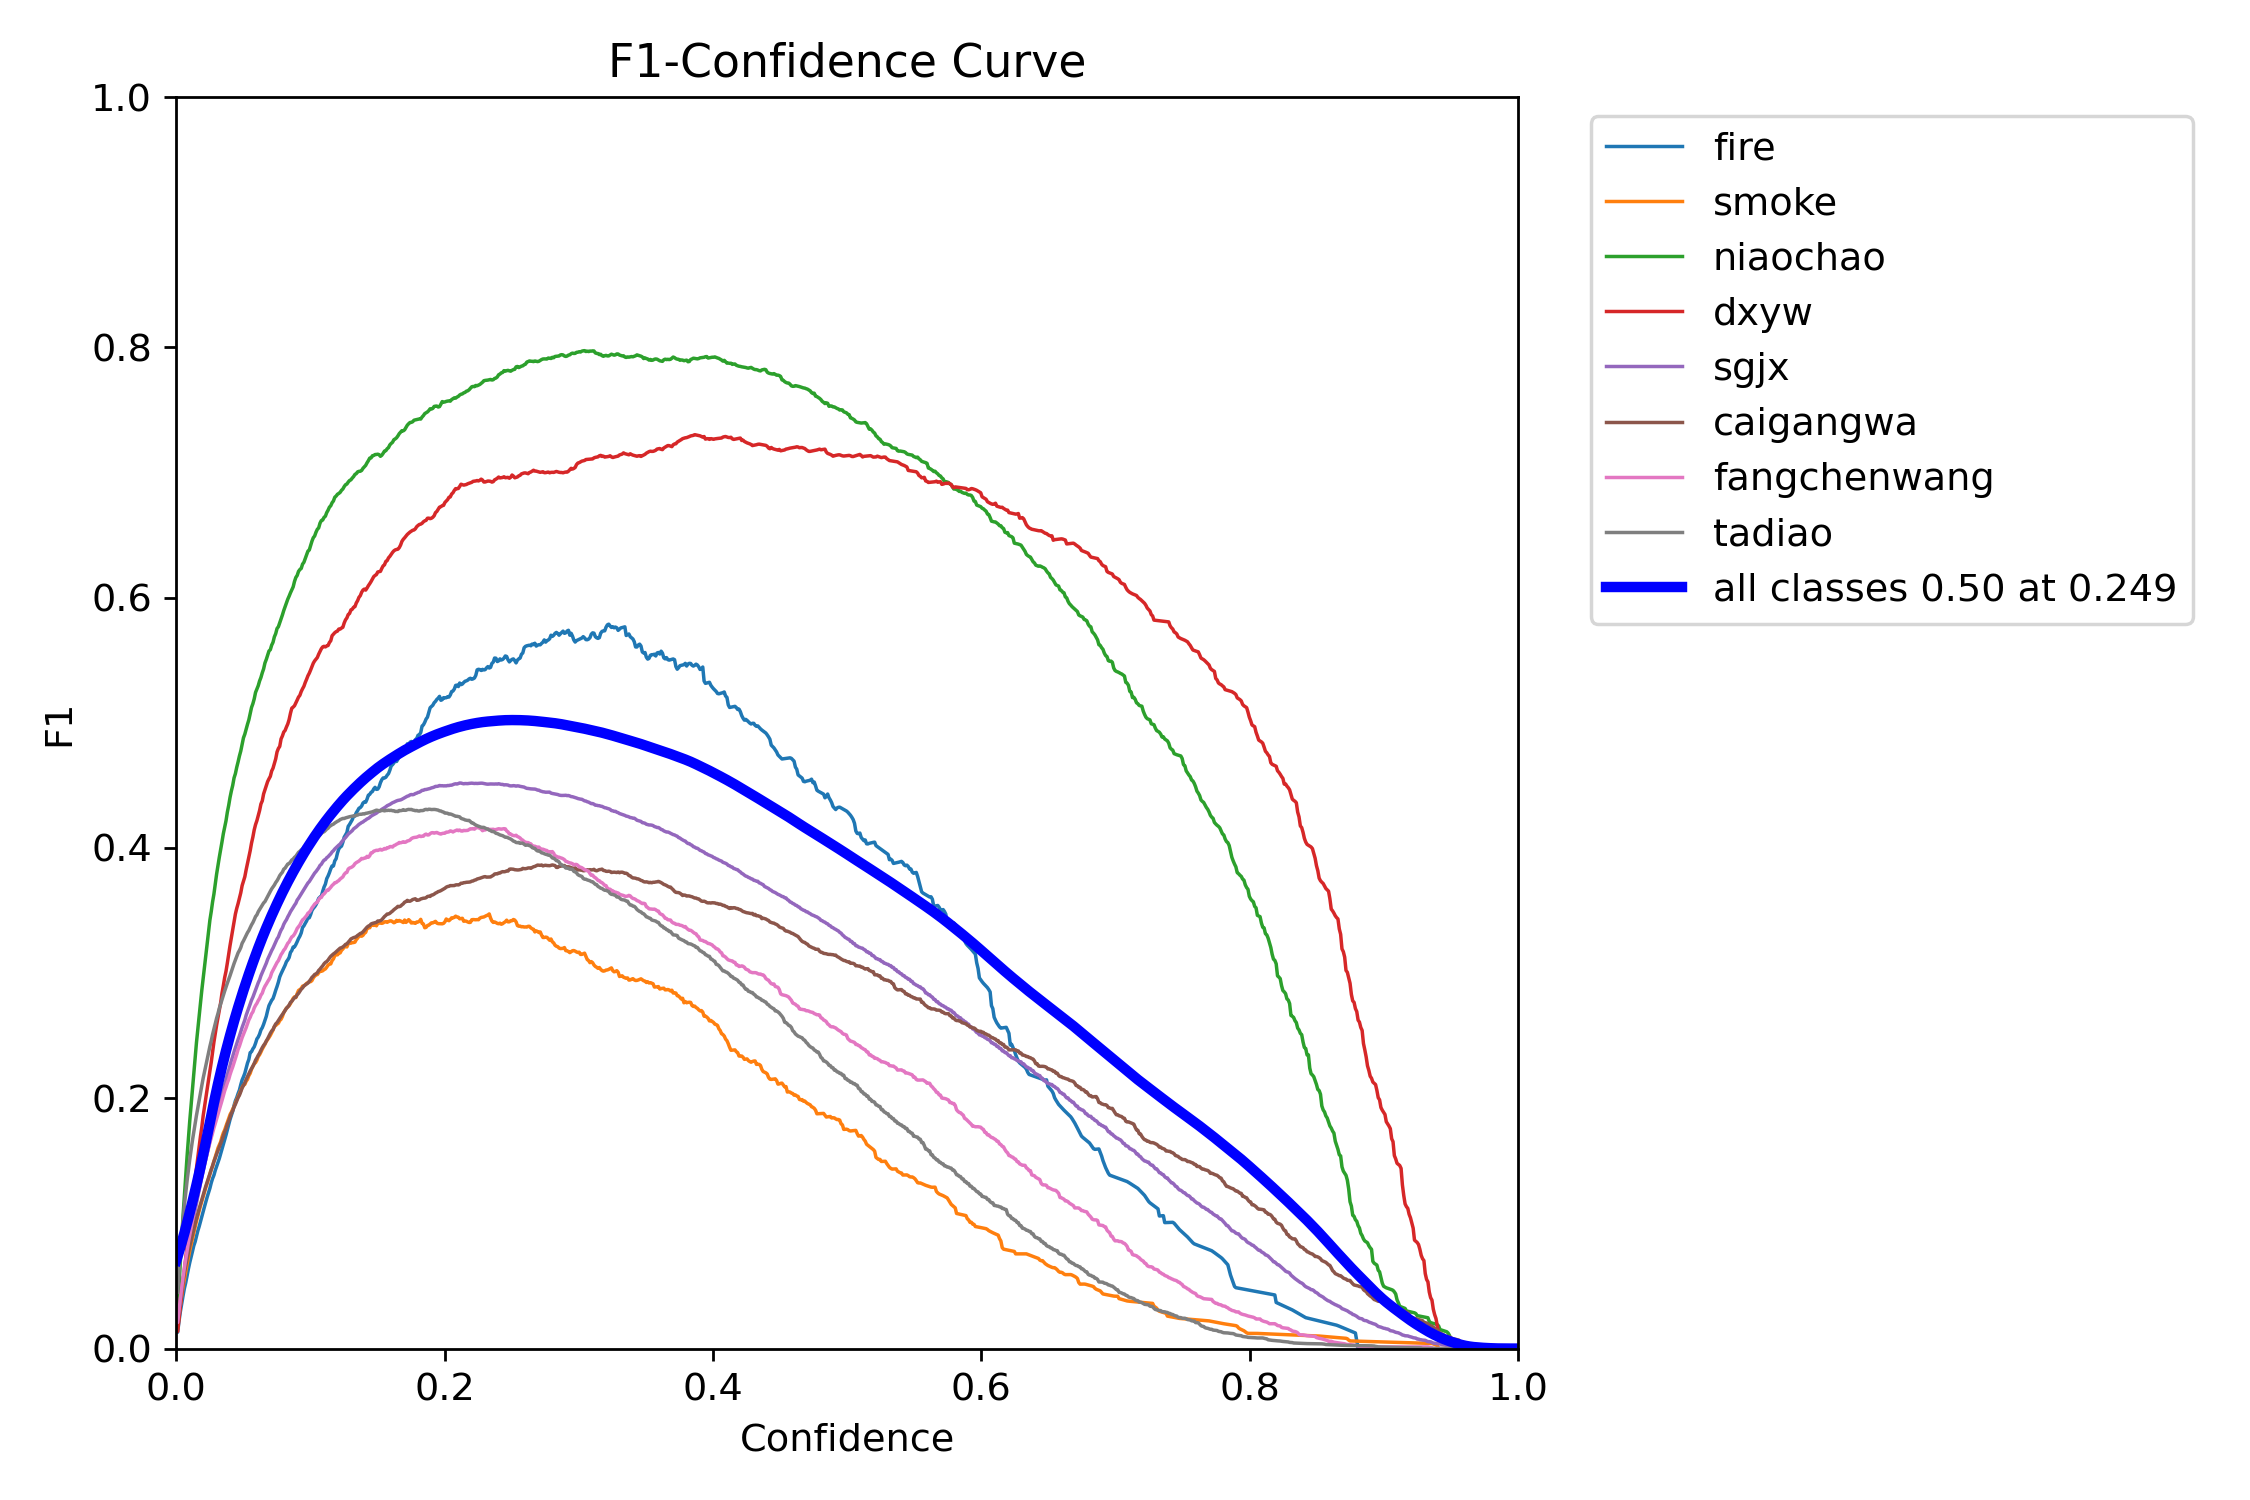 F1-Confidence Curve
1.0
0.8
0.6
0.4
0.2
0.0
F1
0.0 0.2 0.4 0.6 0.8 1.0
Confidence
fire
smoke
niaochao
dxyw
sgjx
caigangwa
fangchenwang
tadiao
all classes 0.50 at 0.249